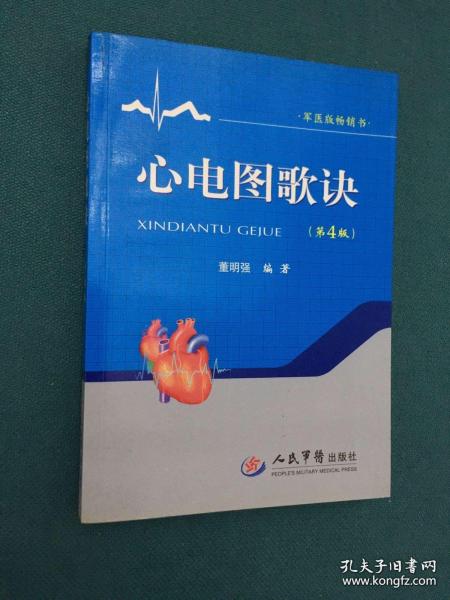 ·军医版畅销书·
心电图歌诀
XINDIANTU GEJUE （第4版）
董明强 编著
人民军医出版社
PEOPLE'S MILITARY MEDICAL PRESS
孔夫子旧书网
www.kongfz.com